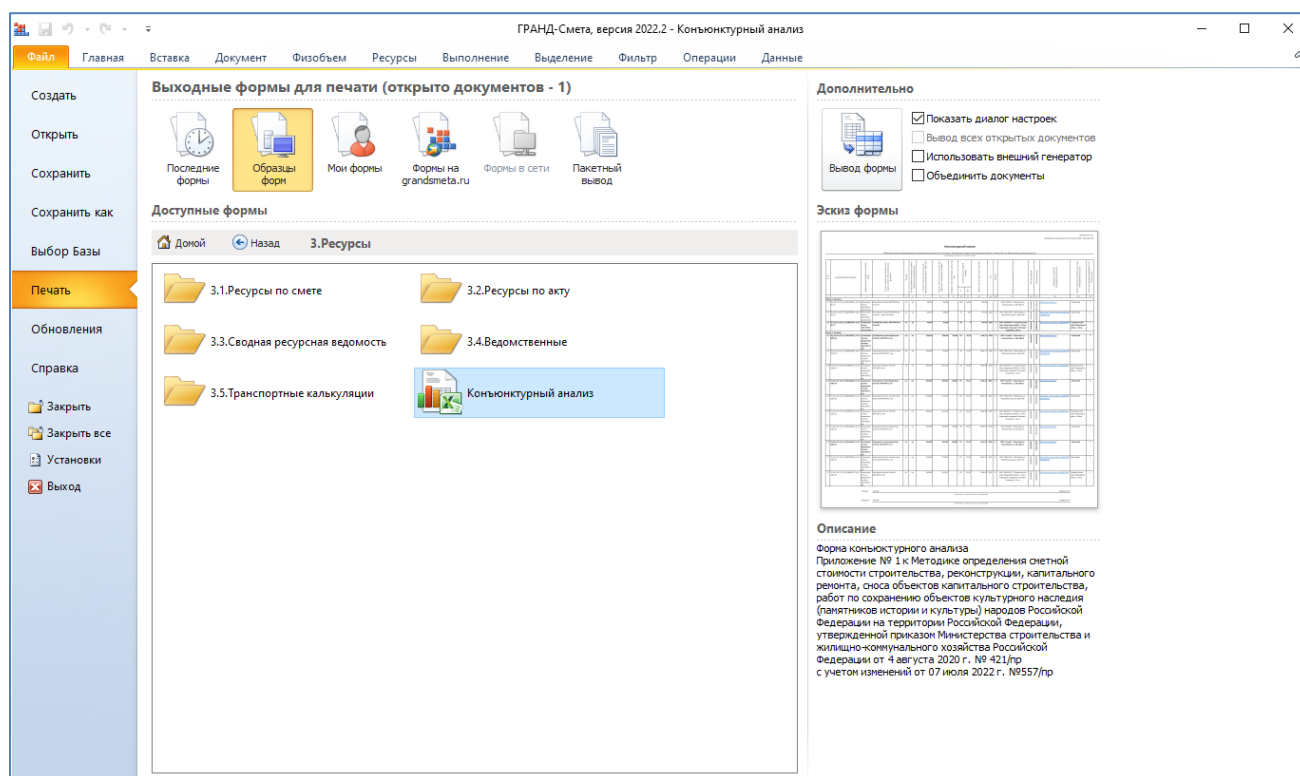 ГРАНД-Смета, версия 2022.2 - Конъюнктурный анализ
Файл Главная Вставка Документ Физобъем Ресурсы Выполнение Выделение Фильтр Операции Данные
Создать
Открыть
Сохранить
Сохранить как
Выбор Базы
Печать
Обновления
Справка
Закрыть
Закрыть все
Установки
Выход
Выходные формы для печати (открыто документов - 1)
Последние формы
Образцы форм
Мои формы
Формы на grandsmeta.ru
Формы в сети
Пакетный вывод
Доступные формы
Домой Назад 3.Ресурсы
3.1.Ресурсы по смете 3.2.Ресурсы по акту
3.3.Сводная ресурсная ведомость 3.4.Ведомственные
3.5.Транспортные калькуляции Конъюнктурный анализ
Дополнительно
Вывод формы
Показать диалог настроек
Вывод всех открытых документов
Использовать внешний генератор
Объединить документы
Эскиз формы
Описание
Форма конъюктурного анализа
Приложение № 1 к Методике определения сметной
стоимости строительства, реконструкции, капитального
ремонта, сноса объектов капитального строительства,
работ по сохранению объектов культурного наследия
(памятников истории и культуры) народов Российской
Федерации на территории Российской Федерации,
утвержденной приказом Министерства строительства и
жилищно-коммунального хозяйства Российской
Федерации от 4 августа 2020 г. № 421/пр
с учетом изменений от 07 июля 2022 г. №557/пр